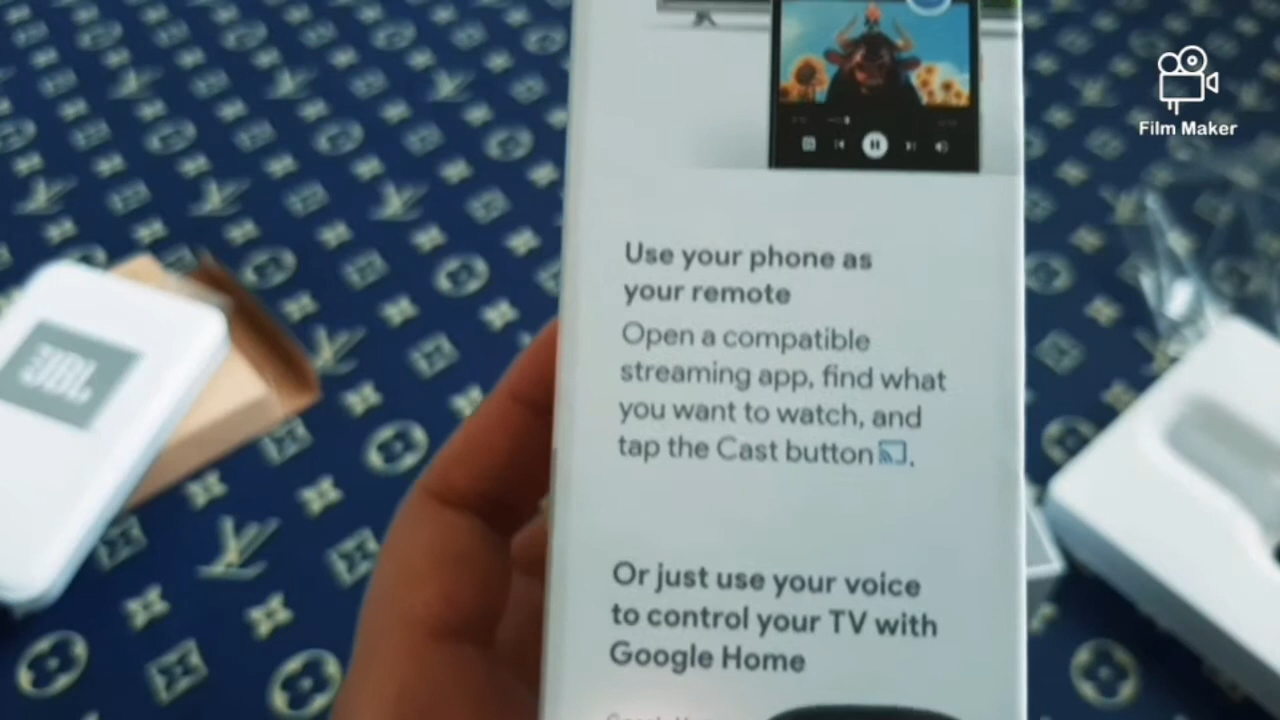 Film Maker
Use your phone as
your remote
Open a compatible
streaming app, find what
you want to watch, and
tap the Cast button.
JBL
Or just use your voice
to control your TV with
Google Home